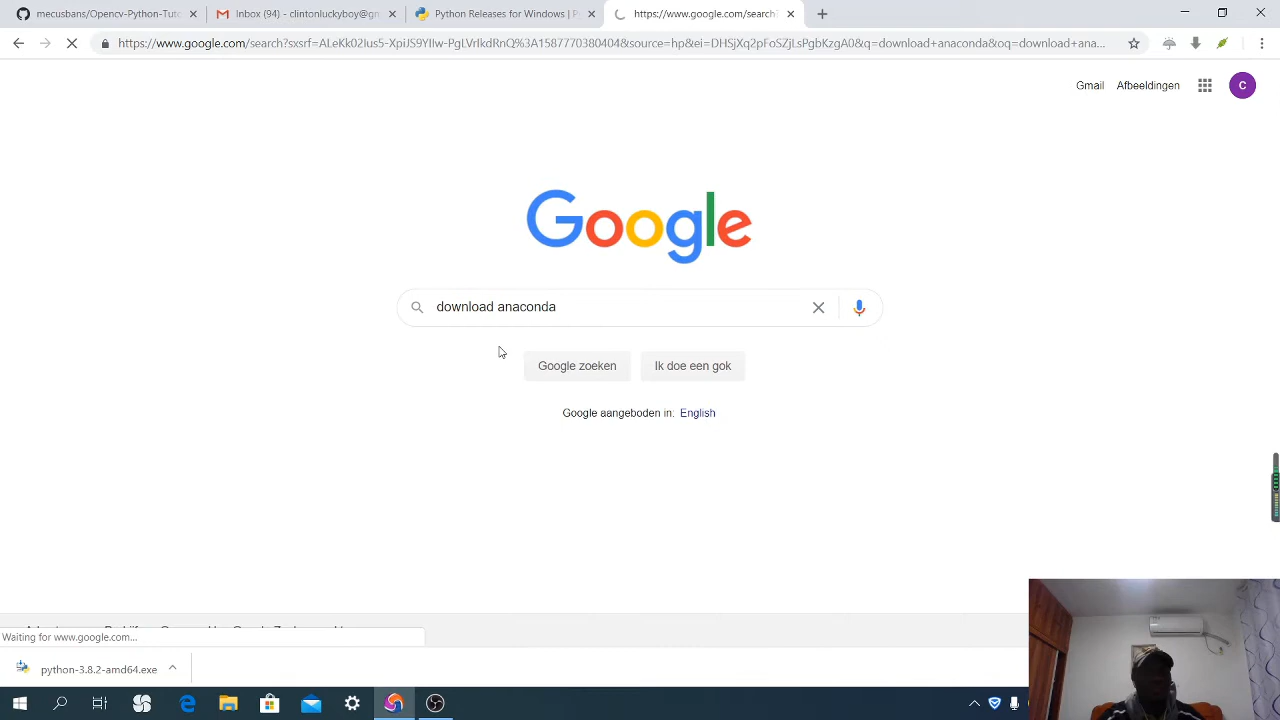 mecusbans/Opencv-Python-Tuto
Inbox (94) - clintonluckyboy@gm
Python Releases for Windows | P
https://www.google.com/search?
https://www.google.com/search?sxsrf=ALeKk02Ius5-XpiJS9YIIw-PgLVrIkdRnQ%3A1587770380404&source=hp&ei=DHSjXq2pFoSZjLsPgbKzgA0&q=download+anaconda&oq=download+ana...
Gmail
Afbeeldingen
C
Google
download anaconda
Google zoeken
Ik doe een gok
Google aangeboden in: English
Waiting for www.google.com...
python-3.8.2-amd64.exe